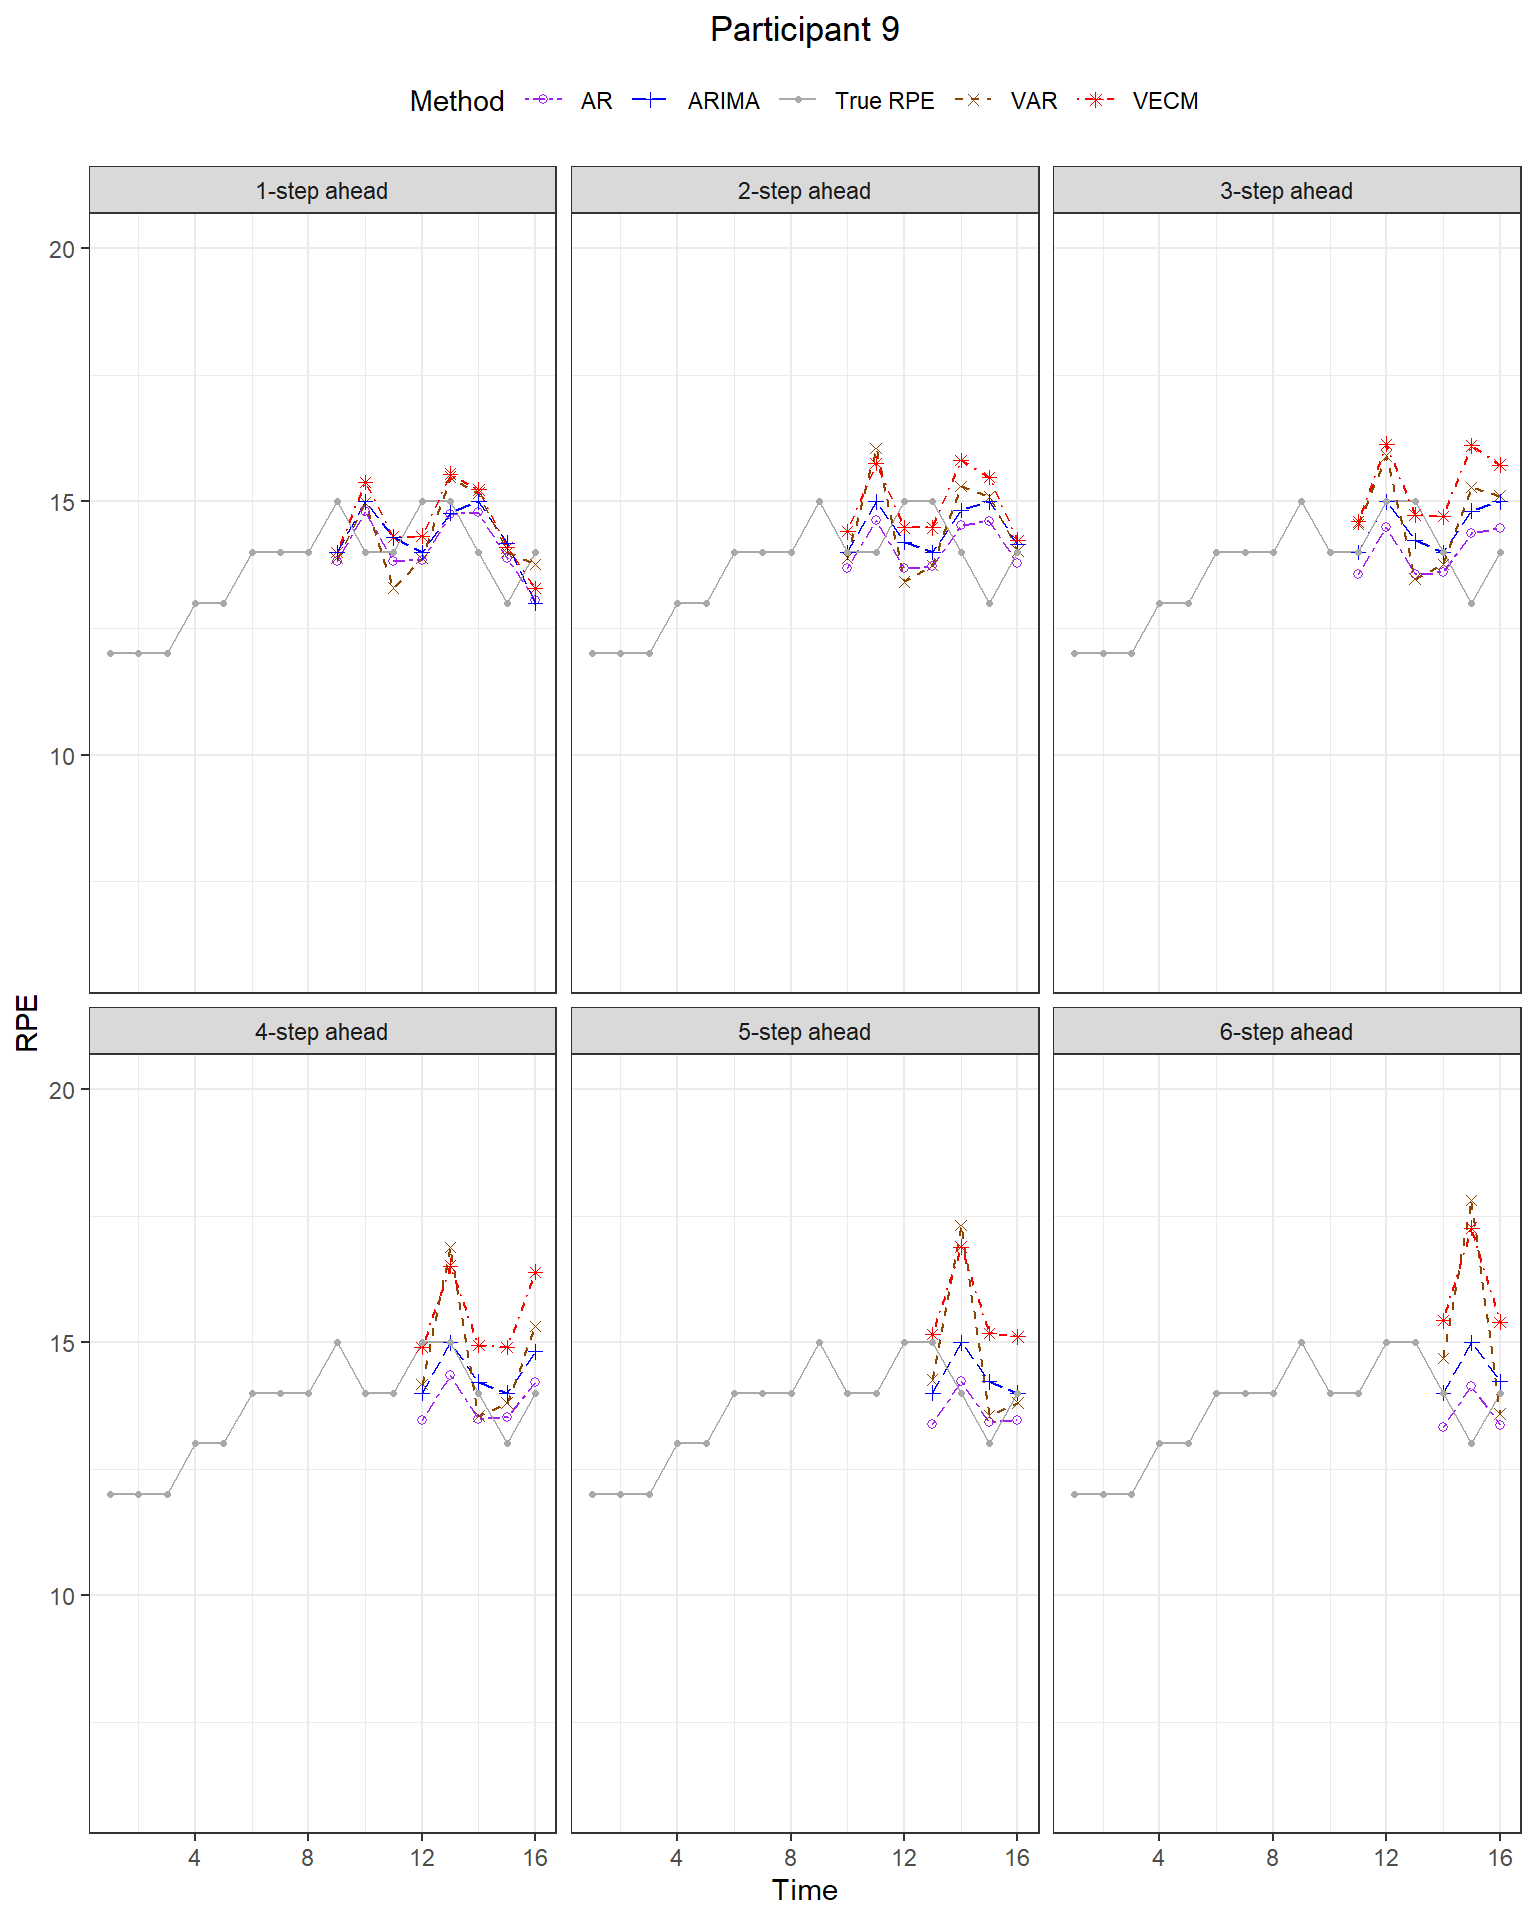 Participant 9
Method AR ARIMA True RPE VAR VECM
1-step ahead 2-step ahead 3-step ahead
20
15
10
RPE
4-step ahead 5-step ahead 6-step ahead
20
15
10
4 8 12 16 4 8 12 16 4 8 12 16
Time